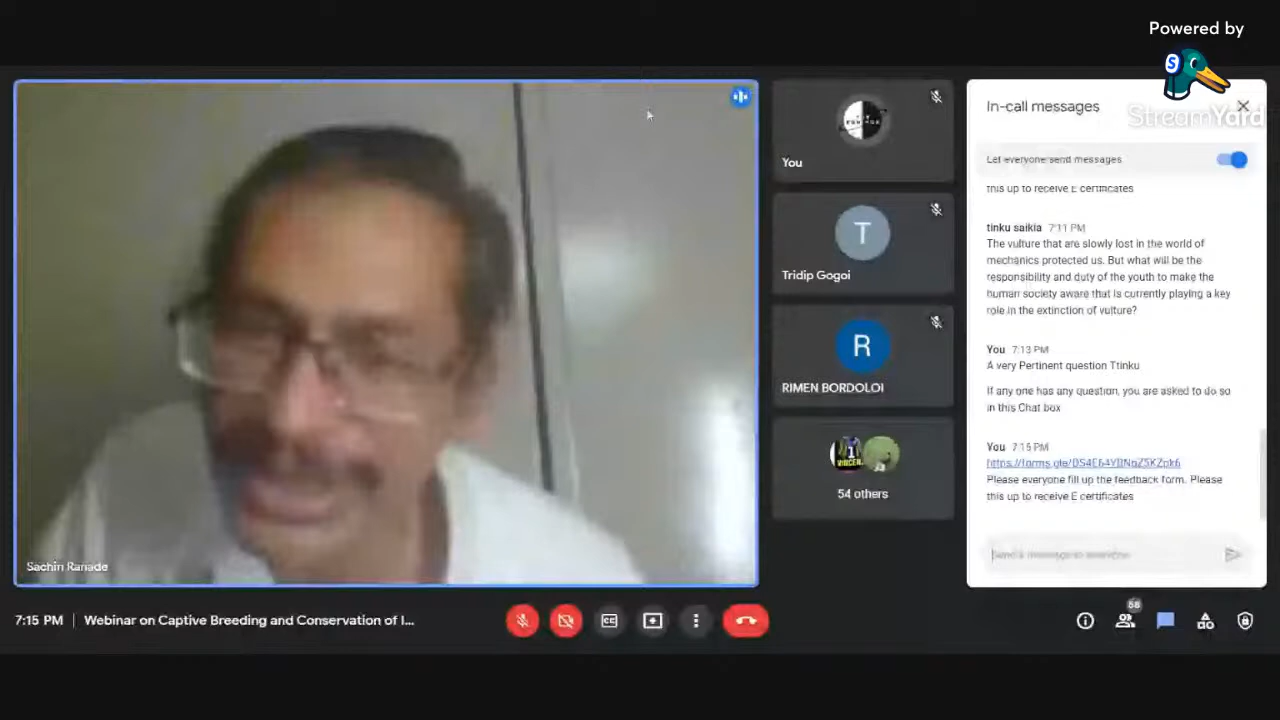 Powered by
StreamYard
In-call messages
Let everyone send messages
this up to receive E certificates
tinku saikia 7:11 PM
The vulture that are slowly lost in the world of
mechanics protected us. But what will be the
responsibility and duty of the youth to make the
human society aware that is currently playing a key
role in the extinction of vulture?
You 7:13 PM
A very Pertinent question Ttinku
If any one has any question, you are asked to do so
in this Chat box
You 7:15 PM
Please everyone fill up the feedback form. Please
this up to receive E certificates
Send a message to everyone
You
T
Tridip Gogoi
R
RIMEN BORDOLOI
1
54 others
Sachin Ranade
7:15 PM | Webinar on Captive Breeding and Conservation of I...
58